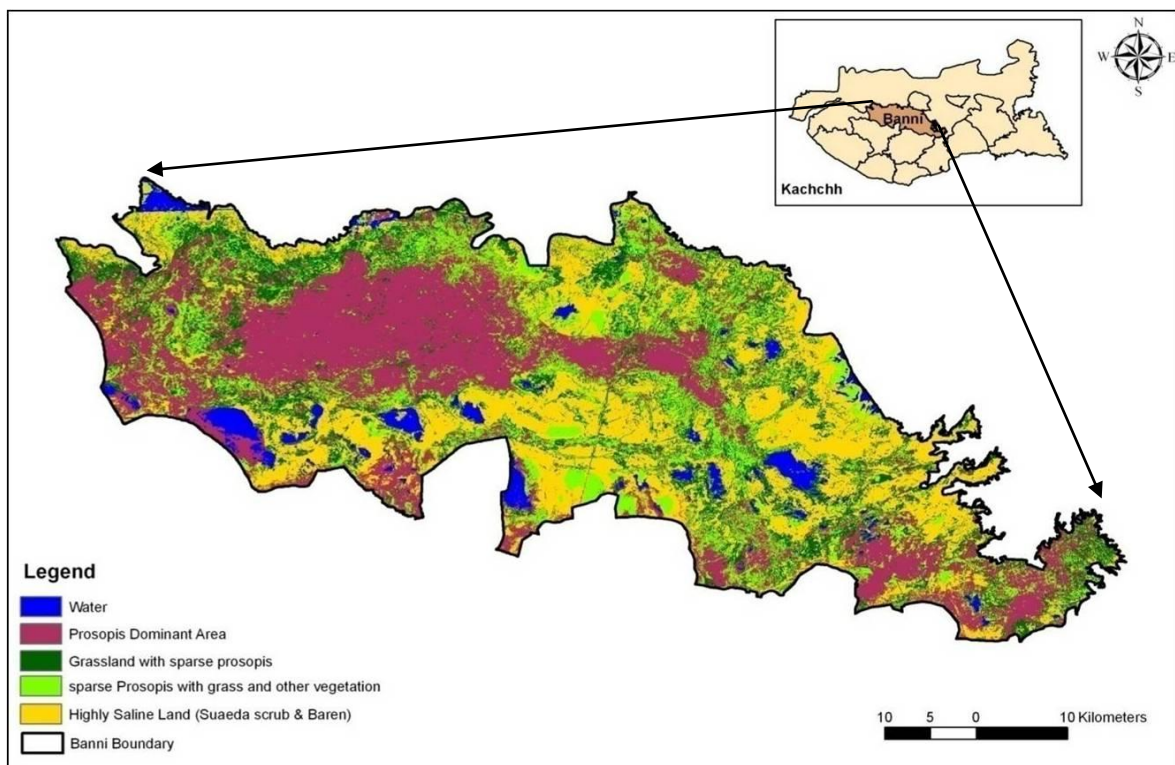 N
W E
S
Banni
Kachchh
Legend
Water
Prosopis Dominant Area
Grassland with sparse prosopis
sparse Prosopis with grass and other vegetation
Highly Saline Land (Suaeda scrub & Baren)
Banni Boundary
10 5 0 10 Kilometers